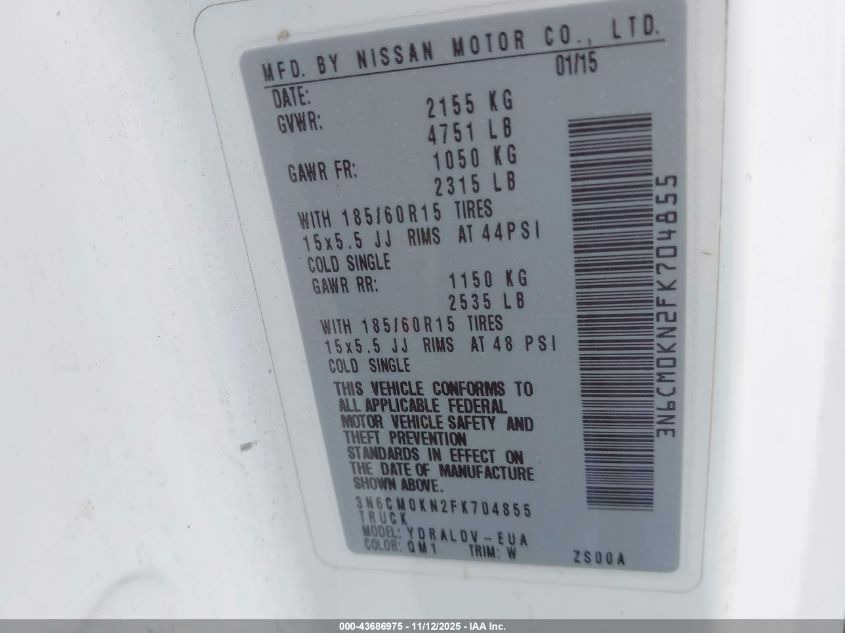 MFD. BY NISSAN MOTOR CO., LTD.
DATE: 01/15
GVWR: 2155 KG
4751 LB
GAWR FR: 1050 KG
2315 LB
WITH 185/60R15 TIRES
15x5.5 JJ RIMS AT 44PSI
COLD SINGLE
GAWR RR: 1150 KG
2535 LB
WITH 185/60R15 TIRES
15x5.5 JJ RIMS AT 48 PSI
COLD SINGLE
THIS VEHICLE CONFORMS TO
ALL APPLICABLE FEDERAL
MOTOR VEHICLE SAFETY AND
THEFT PREVENTION
STANDARDS IN EFFECT ON
THE DATE OF MANUFACTURE
SHOWN ABOVE.
3N6CM0KN2FK704855
TRUCK
MODEL: YDRALDV-EUA
COLOR: QM1 TRIM: W ZS00A
3N6CM0KN2FK704855
000-43686975 - 11/12/2025 - IAA Inc.